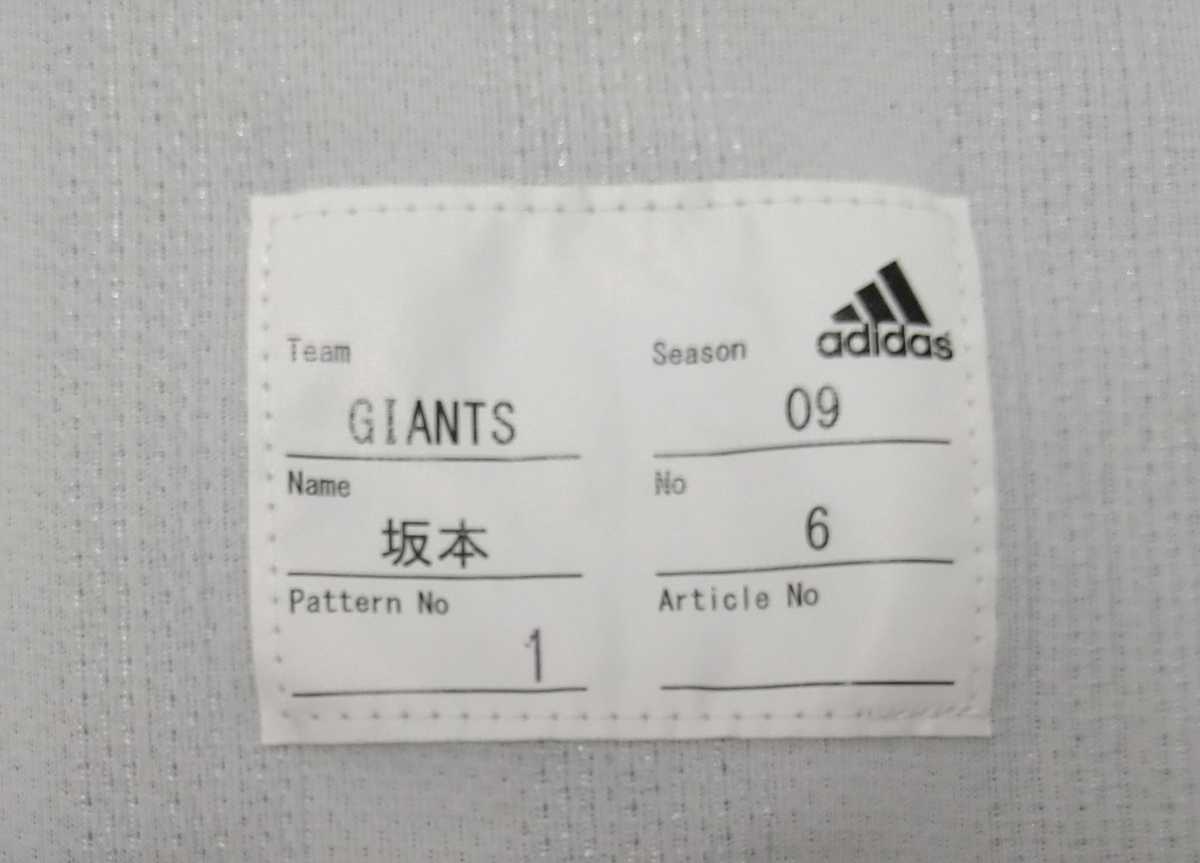 adidas
Team Season
GIANTS 09
Name No
坂本 6
Pattern No Article No
1